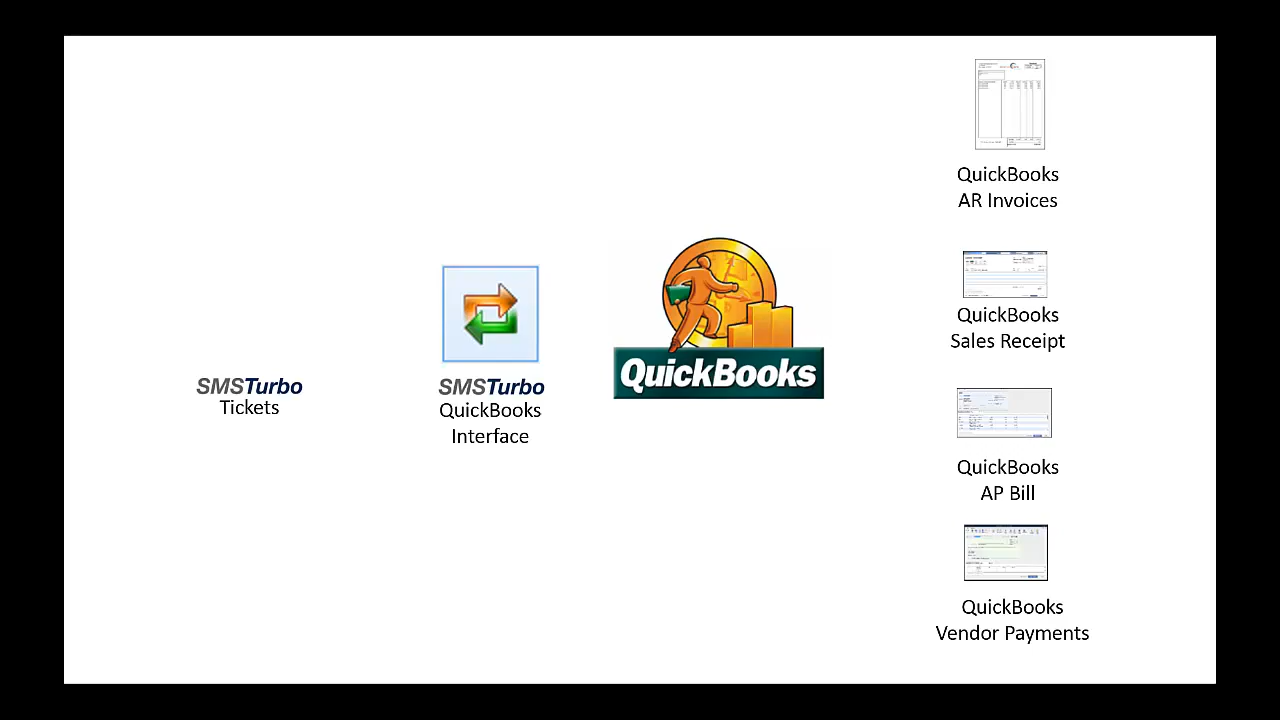 SMSTurbo
Tickets
SMSTurbo
QuickBooks
Interface
QuickBooks
QuickBooks
AR Invoices
QuickBooks
Sales Receipt
QuickBooks
AP Bill
QuickBooks
Vendor Payments